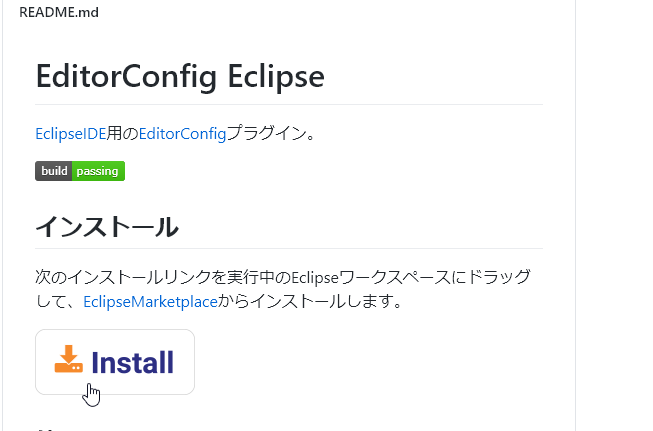 README.md
EditorConfig Eclipse
EclipseIDE用のEditorConfigプラグイン。
build passing
インストール
次のインストールリンクを実行中のEclipseワークスペースにドラッグ
して、EclipseMarketplaceからインストールします。
Install